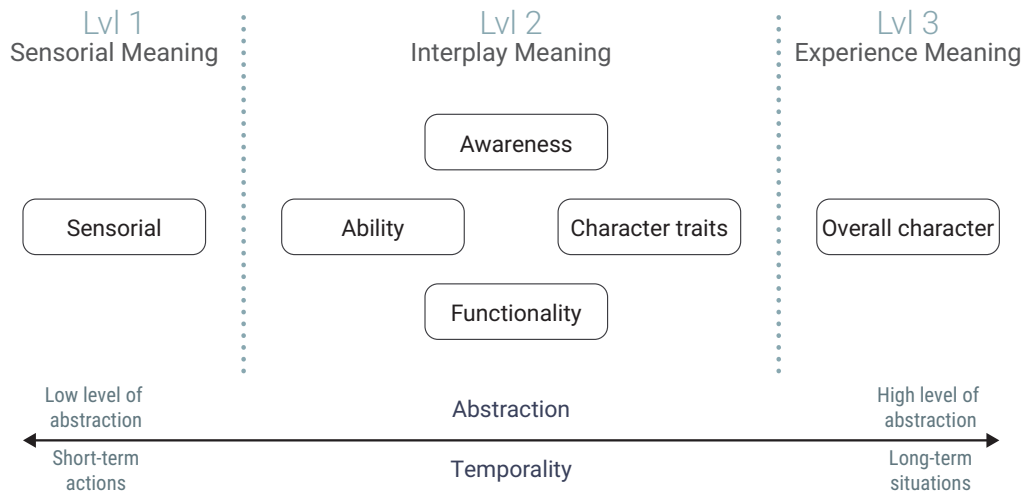 Lvl 1
Sensorial Meaning
Lvl 2
Interplay Meaning
Lvl 3
Experience Meaning
Awareness
Sensorial
Ability
Character traits
Overall character
Functionality
Low level of
abstraction
Abstraction
High level of
abstraction
Short-term
actions
Temporality
Long-term
situations